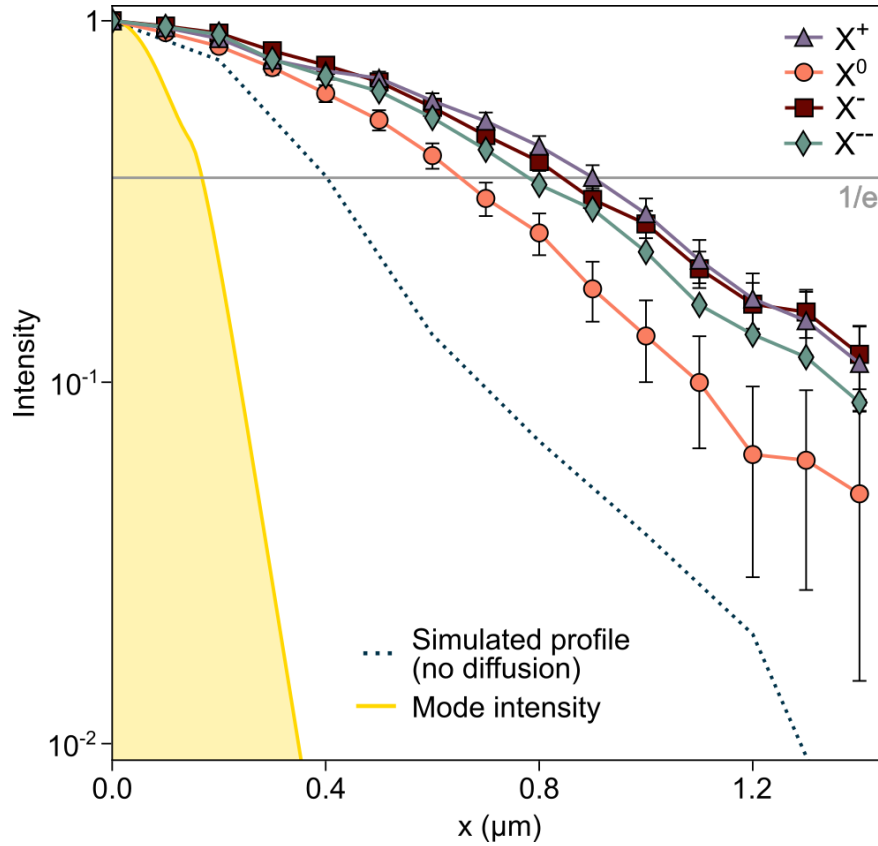 1
X⁺
X⁰
X⁻
X⁻⁻
1/e
Intensity
10⁻¹
Simulated profile
(no diffusion)
Mode intensity
10⁻²
0.0
0.4
0.8
1.2
x (µm)